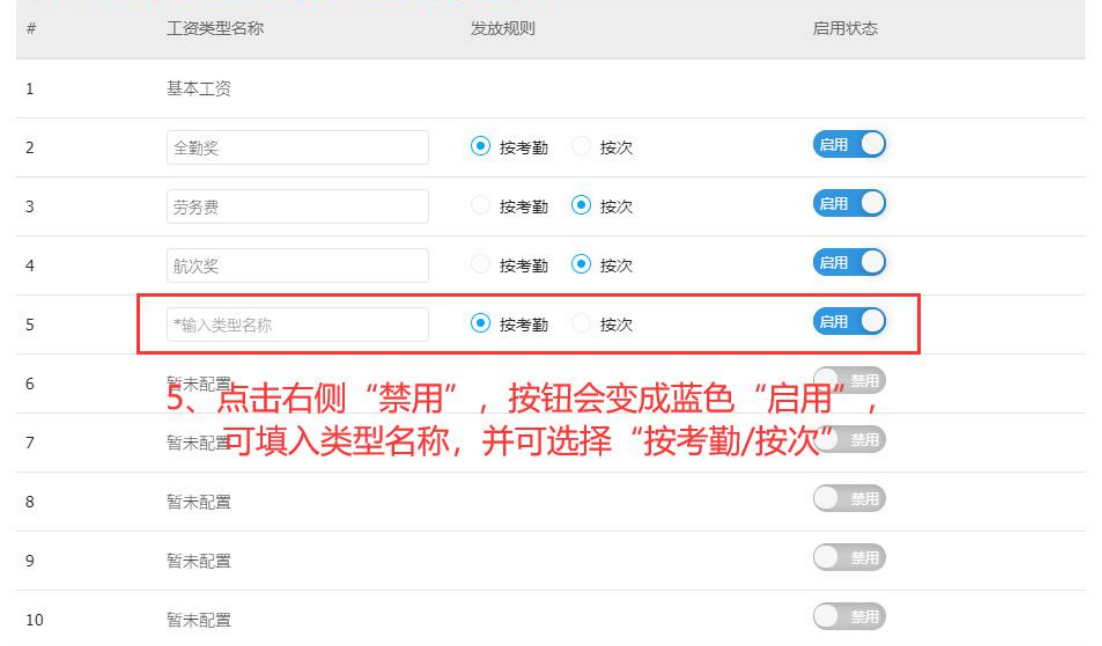 # 工资类型名称 发放规则 启用状态
1 基本工资
2 全勤奖 按考勤 按次 启用
3 劳务费 按考勤 按次 启用
4 航次奖 按考勤 按次 启用
5 *输入类型名称 按考勤 按次 启用
6 暂未配置 禁用
5、点击右侧“禁用”，按钮会变成蓝色“启用”，
7 暂未配置 禁用
可填入类型名称，并可选择“按考勤/按次”
8 暂未配置 禁用
9 暂未配置 禁用
10 暂未配置 禁用